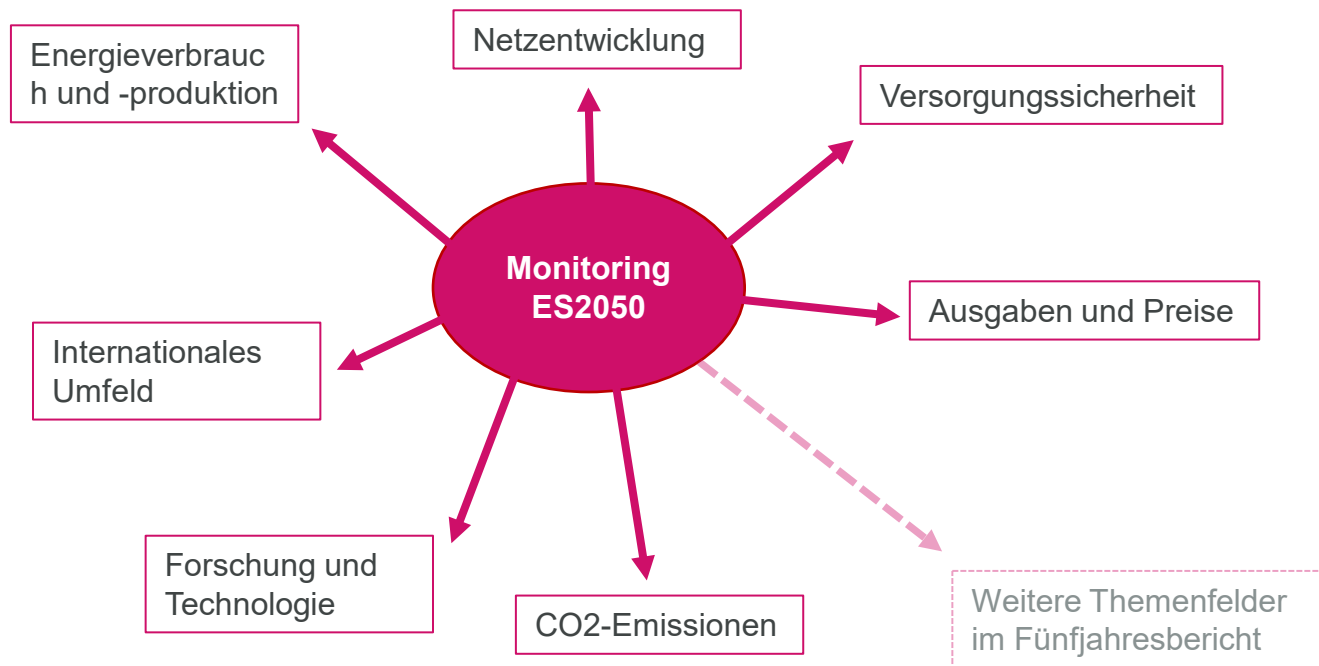 Energieverbrauc
h und -produktion
Netzentwicklung
Versorgungssicherheit
Monitoring
ES2050
Ausgaben und Preise
Internationales
Umfeld
Forschung und
Technologie
CO2-Emissionen
Weitere Themenfelder
im Fünfjahresbericht